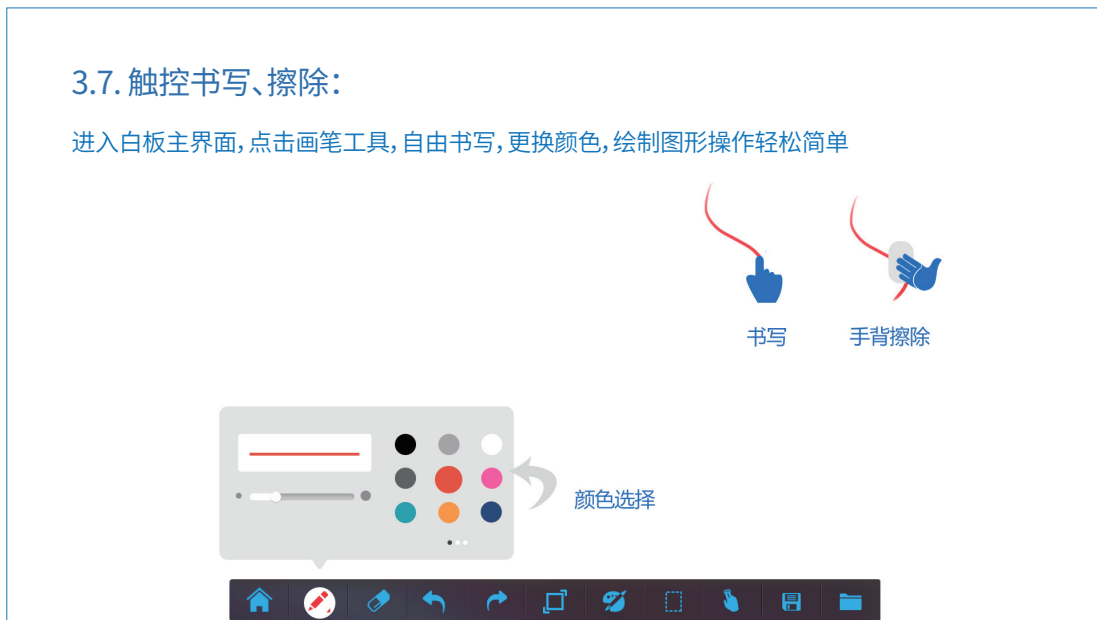 3.7. 触控书写、擦除：
进入白板主界面，点击画笔工具，自由书写，更换颜色，绘制图形操作轻松简单
书写
手背擦除
颜色选择